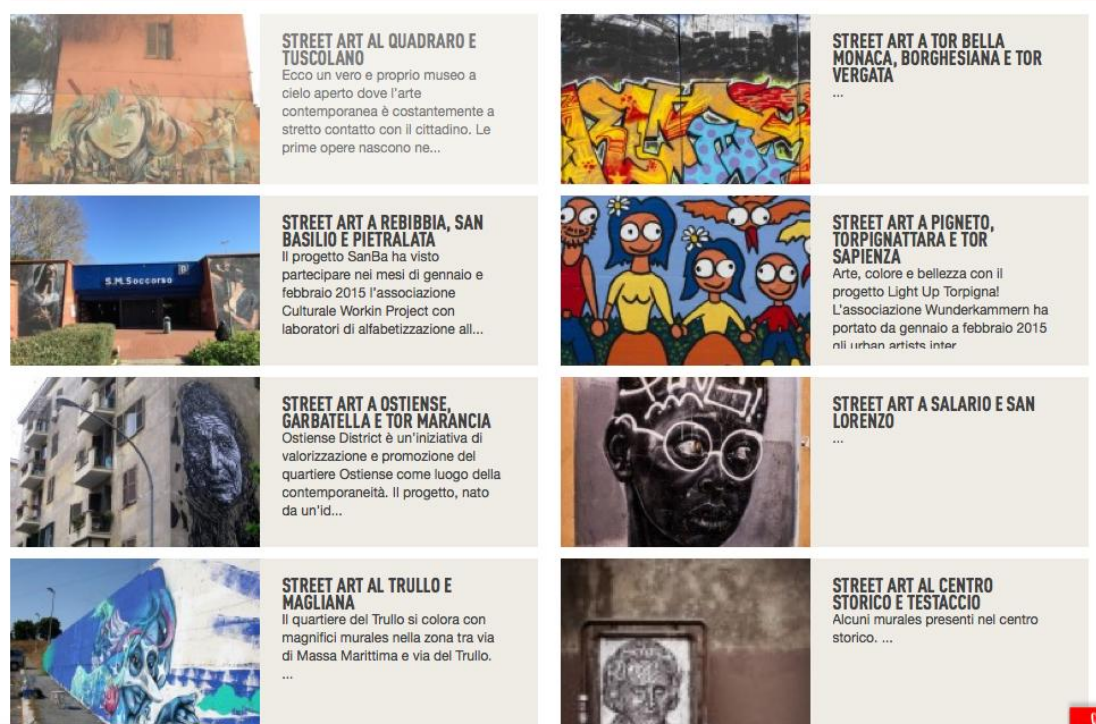 STREET ART AL QUADRARO E
TUSCOLANO
Ecco un vero e proprio museo a
cielo aperto dove l'arte
contemporanea è costantemente a
stretto contatto con il cittadino. Le
prime opere nascono ne...
STREET ART A TOR BELLA
MONACA, BORGHESIANA E TOR
VERGATA
...
S.M.Soccorso
STREET ART A REBIBBIA, SAN
BASILIO E PIETRALATA
Il progetto SanBa ha visto
partecipare nei mesi di gennaio e
febbraio 2015 l'associazione
Culturale Workin Project con
laboratori di alfabetizzazione all...
STREET ART A PIGNETO,
TORPIGNATTARA E TOR
SAPIENZA
Arte, colore e bellezza con il
progetto Light Up Torpigna!
L'associazione Wunderkammern ha
portato da gennaio a febbraio 2015
gli urban artists inter
STREET ART A OSTIENSE,
GARBATELLA E TOR MARANCIA
Ostiense District è un'iniziativa di
valorizzazione e promozione del
quartiere Ostiense come luogo della
contemporaneità. Il progetto, nato
da un'id...
STREET ART A SALARIO E SAN
LORENZO
...
STREET ART AL TRULLO E
MAGLIANA
Il quartiere del Trullo si colora con
magnifici murales nella zona tra via
di Massa Marittima e via del Trullo.
...
STREET ART AL CENTRO
STORICO E TESTACCIO
Alcuni murales presenti nel centro
storico. ...